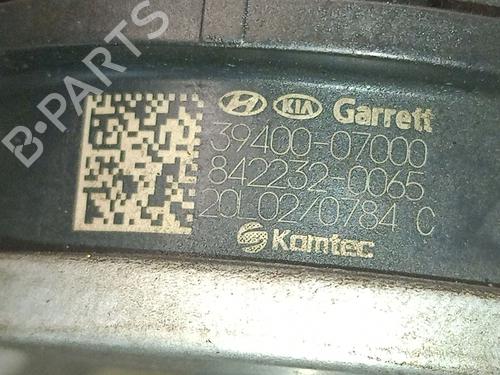 B-PARTS
KIA Garrett
39400-07000
842232-0065
20L02/0784 C
Komtec